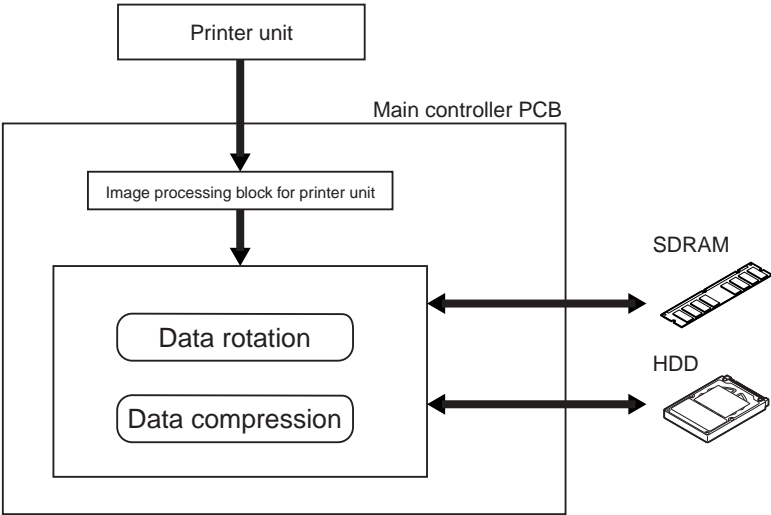 Printer unit
Main controller PCB
Image processing block for printer unit
SDRAM
Data rotation
HDD
Data compression